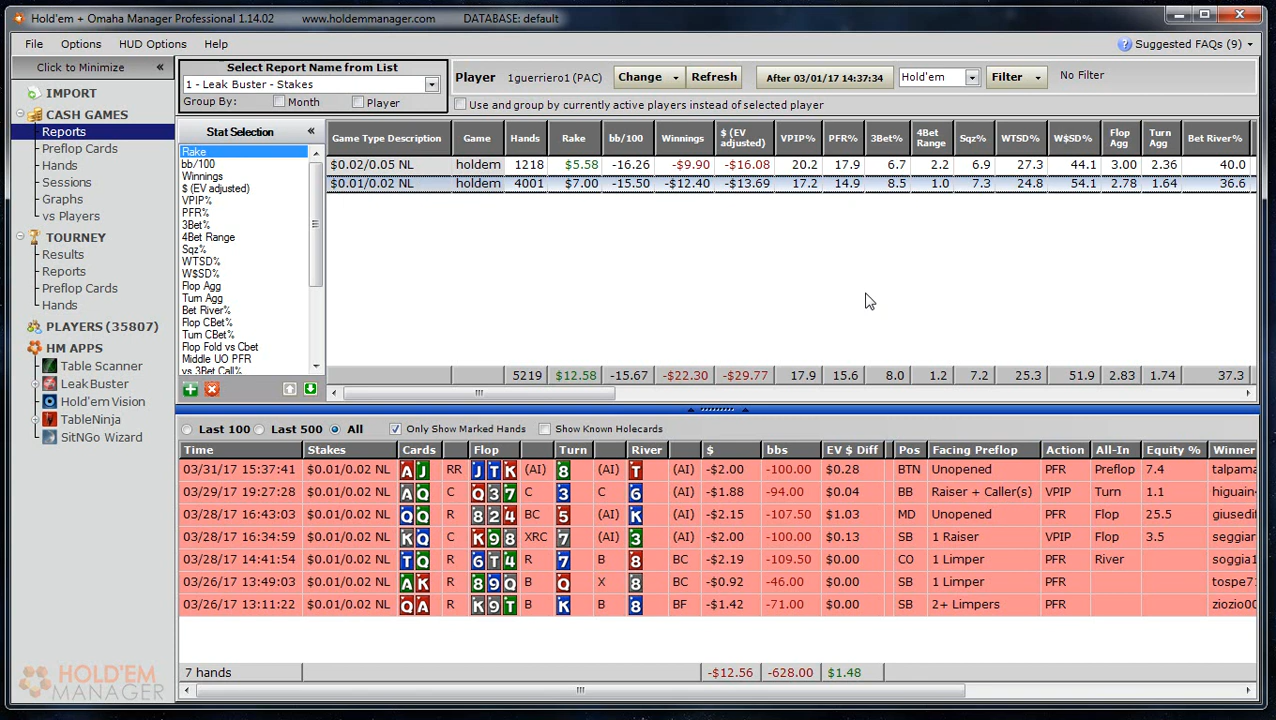 Hold'em + Omaha Manager Professional 1.14.02 www.holdemmanager.com DATABASE: default
File Options HUD Options Help Suggested FAQs (9)
Click to Minimize «
IMPORT
CASH GAMES
Reports
Preflop Cards
Hands
Sessions
Graphs
vs Players
TOURNEY
Results
Reports
Preflop Cards
Hands
PLAYERS (35807)
HM APPS
Table Scanner
LeakBuster
Hold'em Vision
TableNinja
SitNGo Wizard
HOLD'EM
MANAGER
Select Report Name from List
1 - Leak Buster - Stakes
Group By: Month Player
Player 1guerriero1 (PAC) Change Refresh After 03/01/17 14:37:34 Hold'em Filter No Filter
Use and group by currently active players instead of selected player
Stat Selection «
Rake
bb/100
Winnings
$ (EV adjusted)
VPIP%
PFR%
3Bet%
4Bet Range
Sqz%
WTSD%
W$SD%
Flop Agg
Turn Agg
Bet River%
Flop CBet%
Turn CBet%
Flop Fold vs Cbet
Middle UO PFR
vs 3Bet Call%
Game Type Description Game Hands Rake bb/100 Winnings $ (EV adjusted) VPIP% PFR% 3Bet% 4Bet Range Sqz% WTSD% W$SD% Flop Agg Turn Agg Bet River%
$0.02/0.05 NL holdem 1218 $5.58 -16.26 -$9.90 -$16.08 20.2 17.9 6.7 2.2 6.9 27.3 44.1 3.00 2.36 40.0
$0.01/0.02 NL holdem 4001 $7.00 -15.50 -$12.40 -$13.69 17.2 14.9 8.5 1.0 7.3 24.8 54.1 2.78 1.64 36.6
5219 $12.58 -15.67 -$22.30 -$29.77 17.9 15.6 8.0 1.2 7.2 25.3 51.9 2.83 1.74 37.3
Last 100 Last 500 All Only Show Marked Hands Show Known Holecards
Time Stakes Cards Flop Turn River $ bbs EV $ Diff Pos Facing Preflop Action All-In Equity % Winner
03/31/17 15:37:41 $0.01/0.02 NL A J RR J T K (AI) 8 (AI) T (AI) -$2.00 -100.00 $0.28 BTN Unopened PFR Preflop 7.4 talpama
03/29/17 19:27:28 $0.01/0.02 NL A Q C Q 3 7 C 3 C 6 (AI) -$1.88 -94.00 $0.04 BB Raiser + Caller(s) VPIP Turn 1.1 higuain
03/28/17 16:43:03 $0.01/0.02 NL Q Q R 8 2 4 BC 5 (AI) K (AI) -$2.15 -107.50 $1.03 MD Unopened PFR Flop 25.5 giusedif
03/28/17 16:34:59 $0.01/0.02 NL K Q C K 9 8 XRC 7 (AI) 3 (AI) -$2.00 -100.00 $0.13 SB 1 Raiser VPIP Flop 3.5 seggian
03/28/17 14:41:54 $0.01/0.02 NL T Q R 6 T 4 R 7 B 8 BC -$2.19 -109.50 $0.00 CO 1 Limper PFR River soggia1
03/26/17 13:49:03 $0.01/0.02 NL A K R 8 9 Q B Q X 8 BC -$0.92 -46.00 $0.00 SB 1 Limper PFR tospe7
03/26/17 13:11:22 $0.01/0.02 NL Q A R K 9 T B K B 8 BF -$1.42 -71.00 $0.00 SB 2+ Limpers PFR ziozio00
7 hands -$12.56 -628.00 $1.48